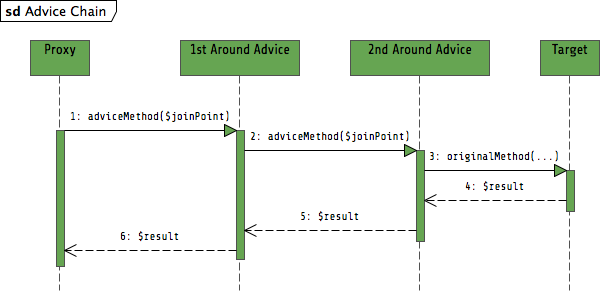 sd Advice Chain
Proxy
1st Around Advice
2nd Around Advice
Target
1: adviceMethod($joinPoint)
2: adviceMethod($joinPoint)
3: originalMethod(...)
4: $result
5: $result
6: $result